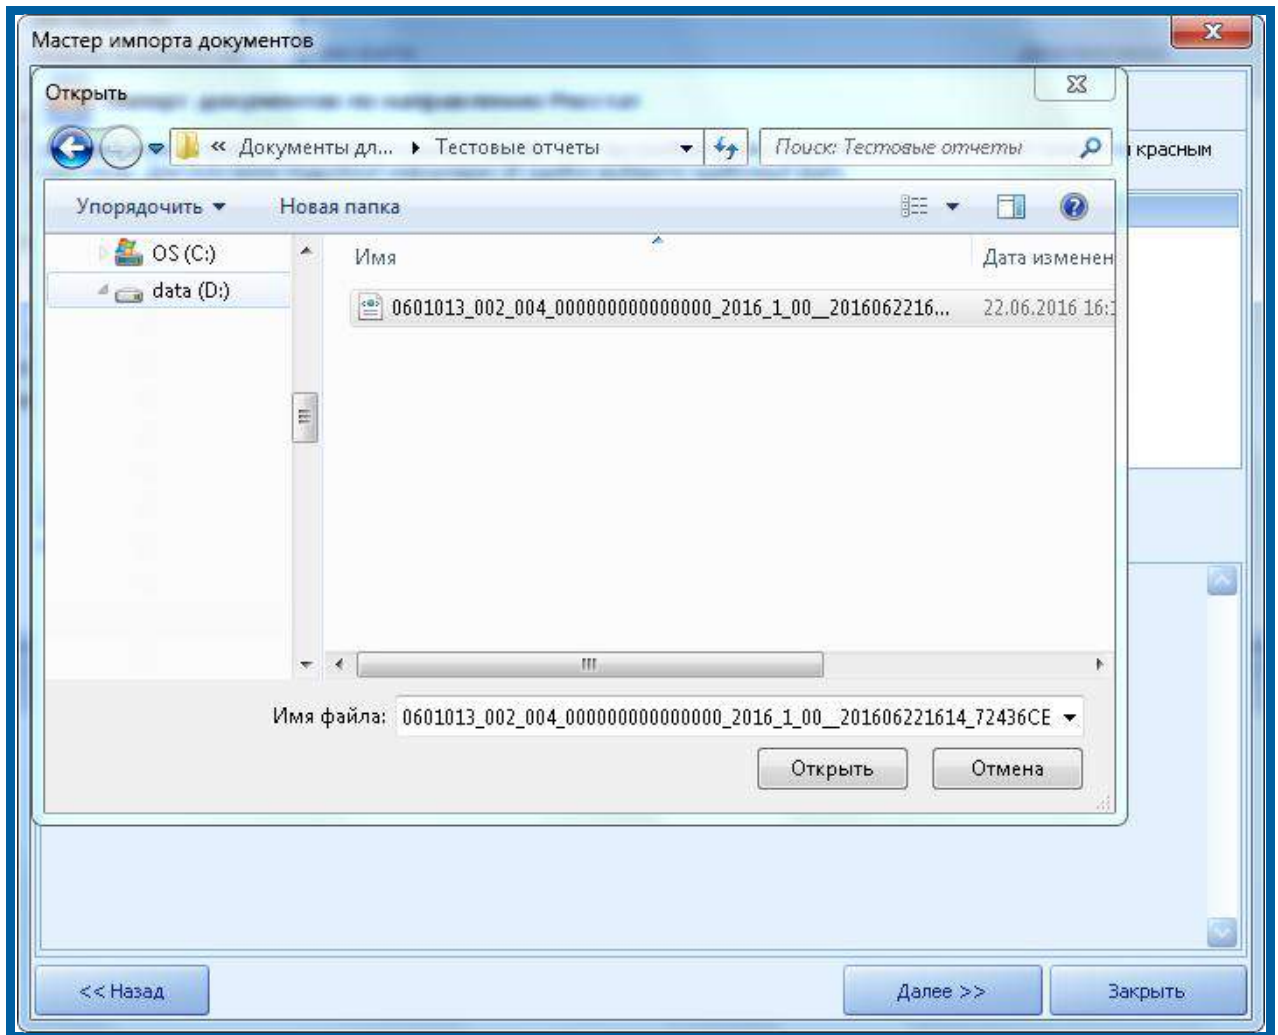 Мастер импорта документов
Открыть
« Документы дл... Тестовые отчеты
Поиск: Тестовые отчеты
красным
Упорядочить
Новая папка
OS (C:)
data (D:)
Имя
Дата изменен
0601013_002_004_000000000000000_2016_1_00__2016062216...
22.06.2016 16:1
Имя файла: 0601013_002_004_000000000000000_2016_1_00__201606221614_72436CE
Открыть
Отмена
<< Назад
Далее >>
Закрыть